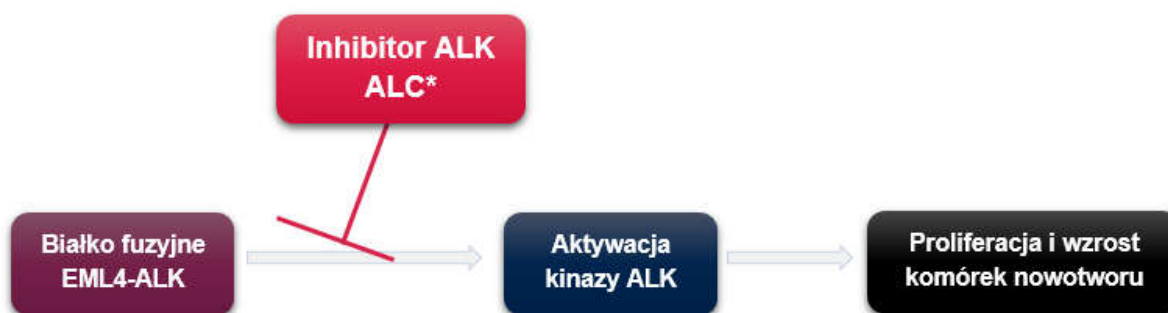 Inhibitor ALK
ALC*
Białko fuzyjne
EML4-ALK
Aktywacja
kinazy ALK
Proliferacja i wzrost
komórek nowotworu